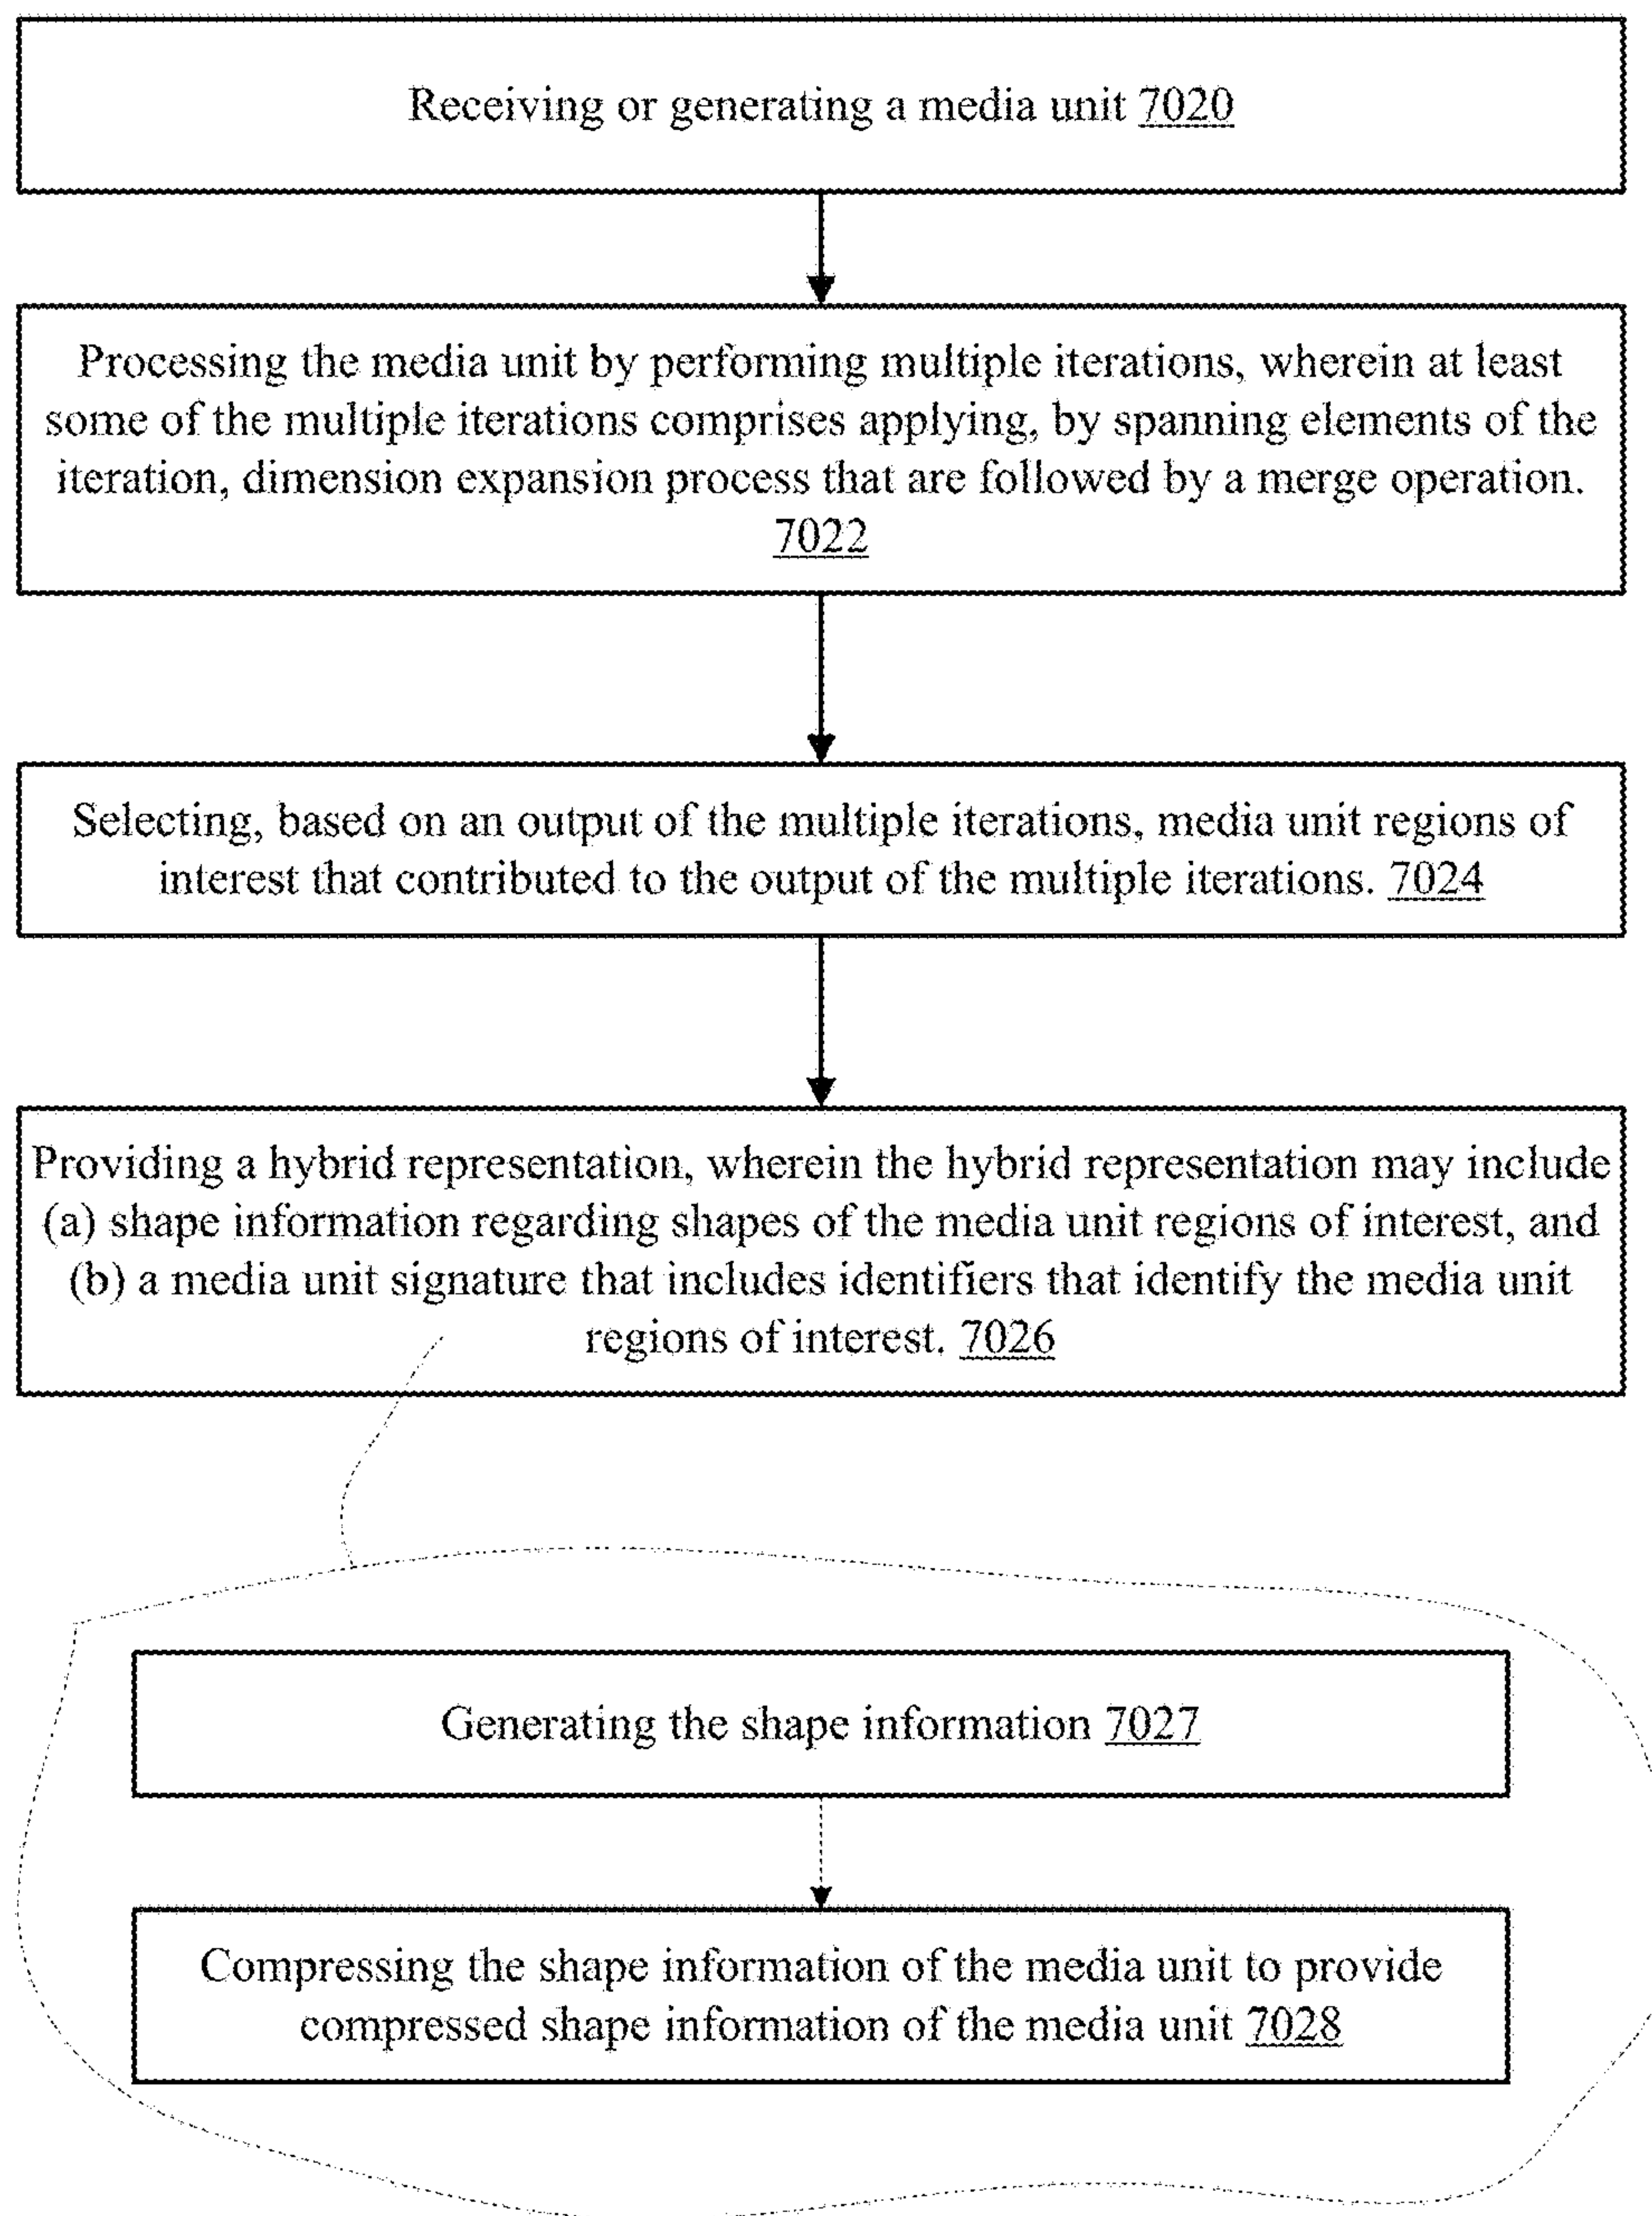 Receiving or generating a media unit 7020
Processing the media unit by performing multiple iterations, wherein at least
some of the multiple iterations comprises applying, by spanning elements of the
iteration, dimension expansion process that are followed by a merge operation.
7022
Selecting, based on an output of the multiple iterations, media unit regions of
interest that contributed to the output of the multiple iterations. 7024
Providing a hybrid representation, wherein the hybrid representation may include
(a) shape information regarding shapes of the media unit regions of interest, and
(b) a media unit signature that includes identifiers that identify the media unit
regions of interest. 7026
Generating the shape information 7027
Compressing the shape information of the media unit to provide
compressed shape information of the media unit 7028